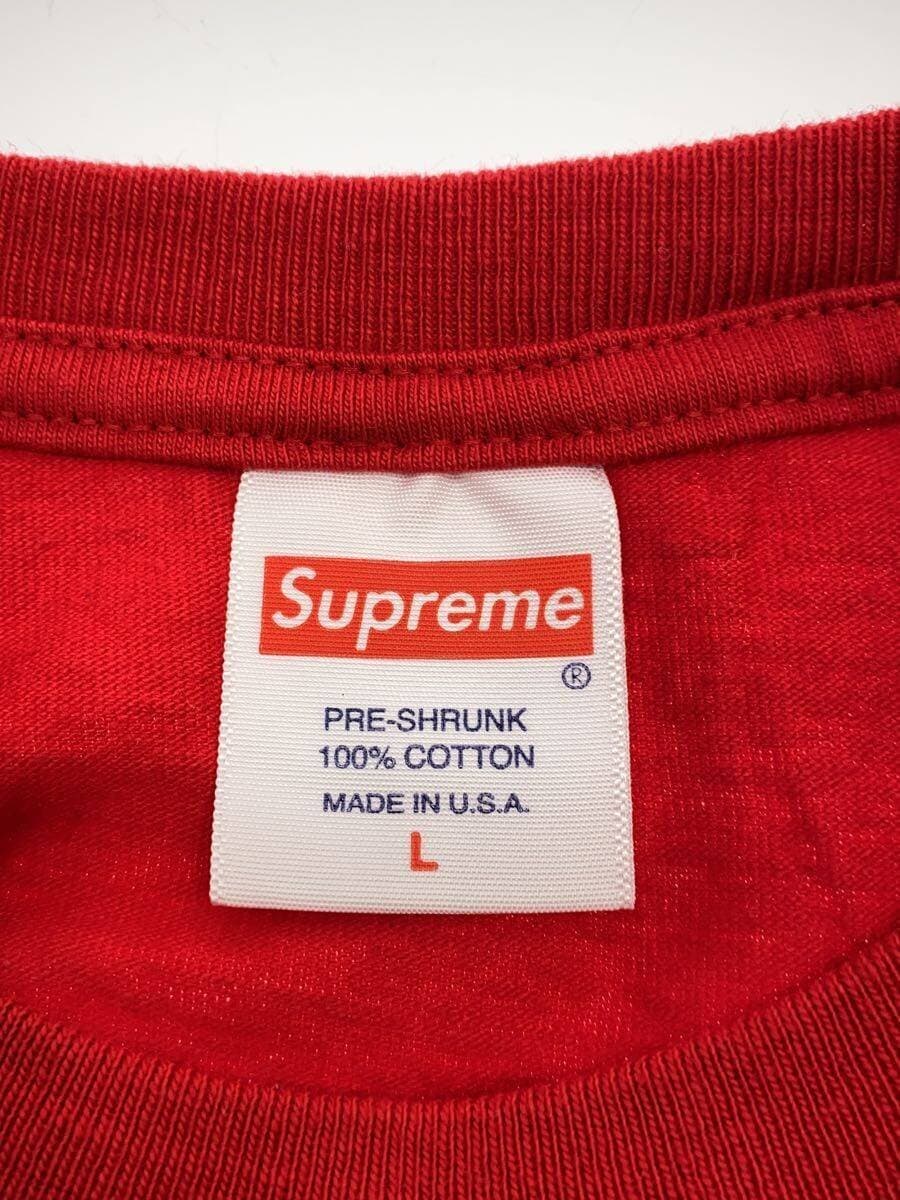 Supreme
®
PRE-SHRUNK
100% COTTON
MADE IN U.S.A.
L